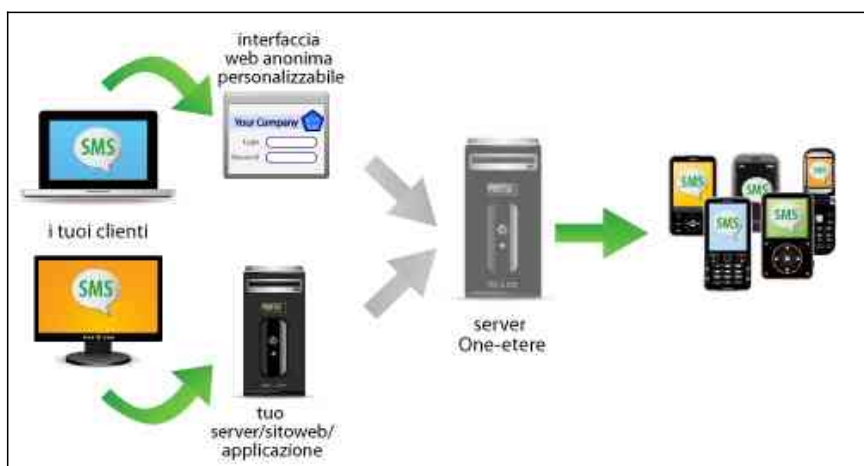 interfaccia
web anonima
personalizzabile
Your Company
Login
Password
SMS
i tuoi clienti
SMS
tuo
server/sitoweb/
applicazione
server
One-etere
SMS
SMS
SMS
SMS
SMS